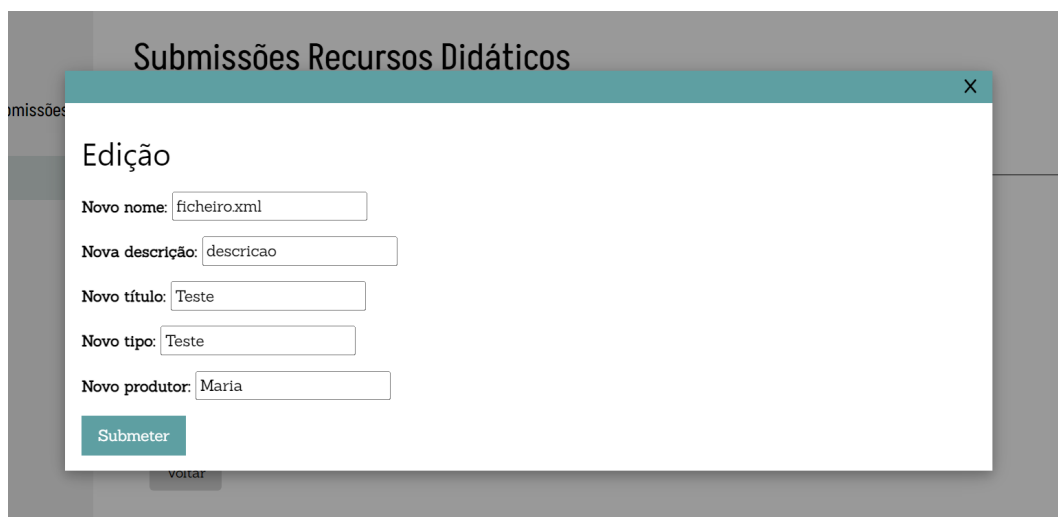 Submissões Recursos Didáticos
X
omissões
Edição
Novo nome: ficheiro.xml
Nova descrição: descricao
Novo título: Teste
Novo tipo: Teste
Novo produtor: Maria
Submeter
Voltar